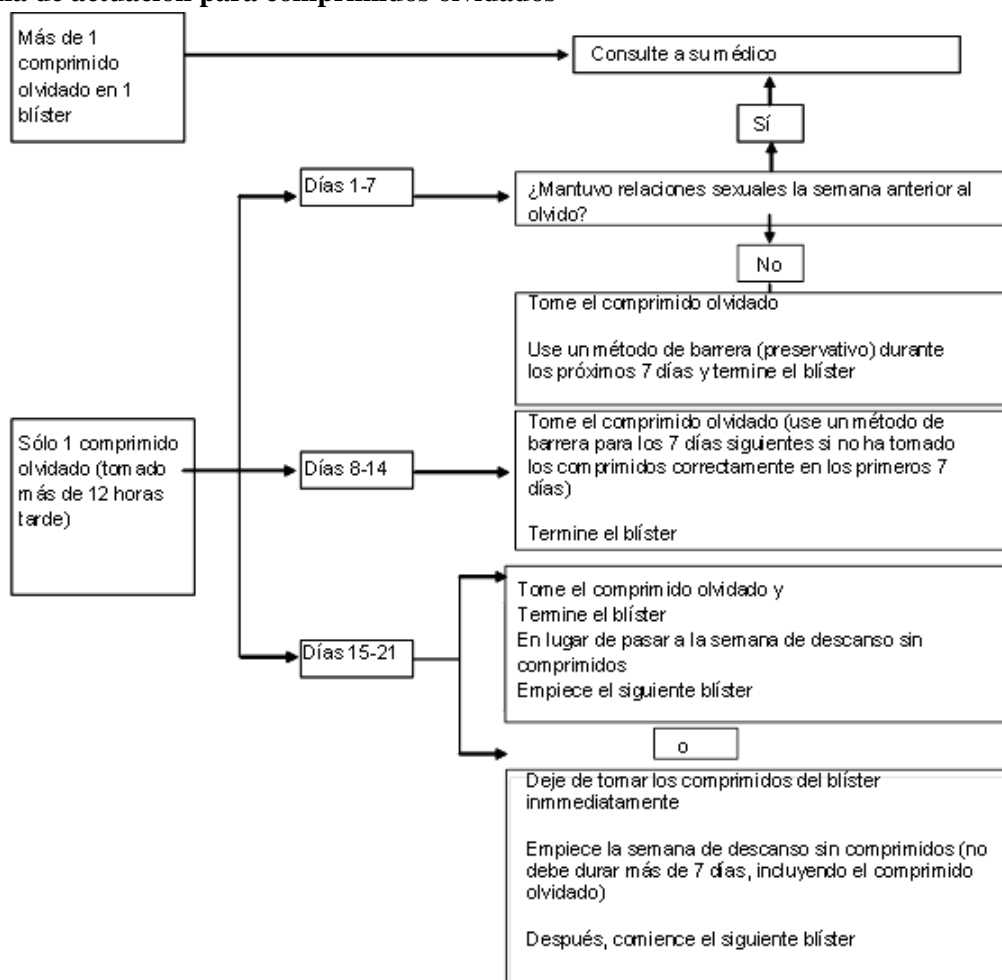 ma de actuación para comprimidos olvidados
Más de 1
comprimido
olvidado en 1
blíster
Consulte a su médico
Sí
Días 1-7
¿Mantuvo relaciones sexuales la semana anterior al
olvido?
No
Tome el comprimido olvidado
Use un método de barrera (preservativo) durante
los próximos 7 días y termine el blíster
Sólo 1 comprimido
olvidado (tomado
más de 12 horas
tarde)
Días 8-14
Tome el comprimido olvidado (use un método de
barrera para los 7 días siguientes si no ha tomado
los comprimidos correctamente en los primeros 7
días)
Termine el blíster
Días 15-21
Tome el comprimido olvidado y
Termine el blíster
En lugar de pasar a la semana de descanso sin
comprimidos
Empiece el siguiente blíster
o
Deje de tomar los comprimidos del blíster
inmmediatamente
Empiece la semana de descanso sin comprimidos (no
debe durar más de 7 días, incluyendo el comprimido
olvidado)
Después, comience el siguiente blíster